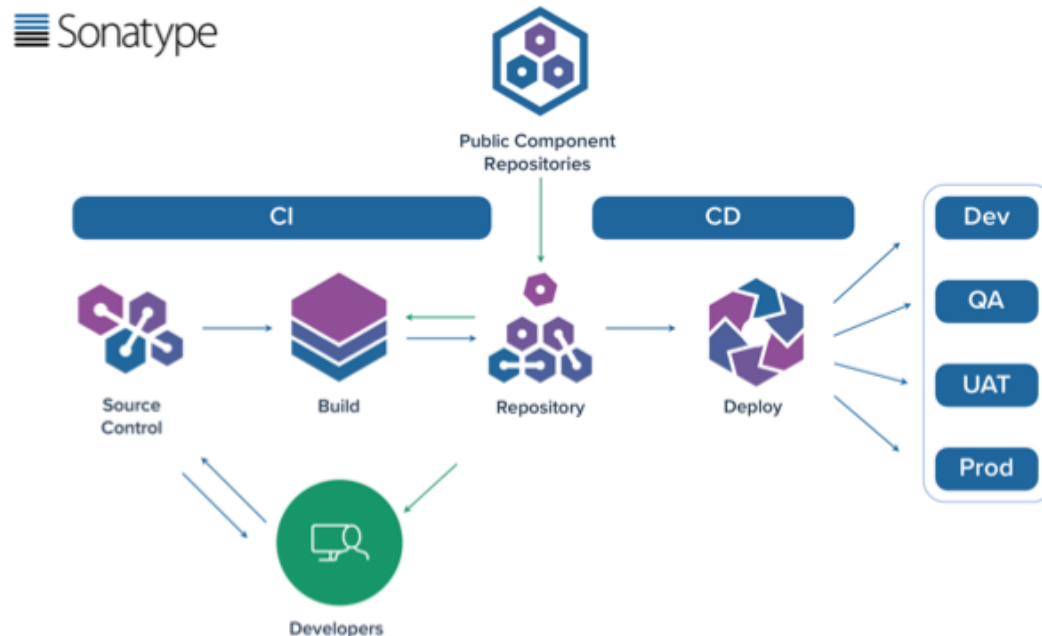 Sonatype
Public Component
Repositories
CI
CD
Dev
QA
UAT
Prod
Source
Control
Build
Repository
Deploy
Developers